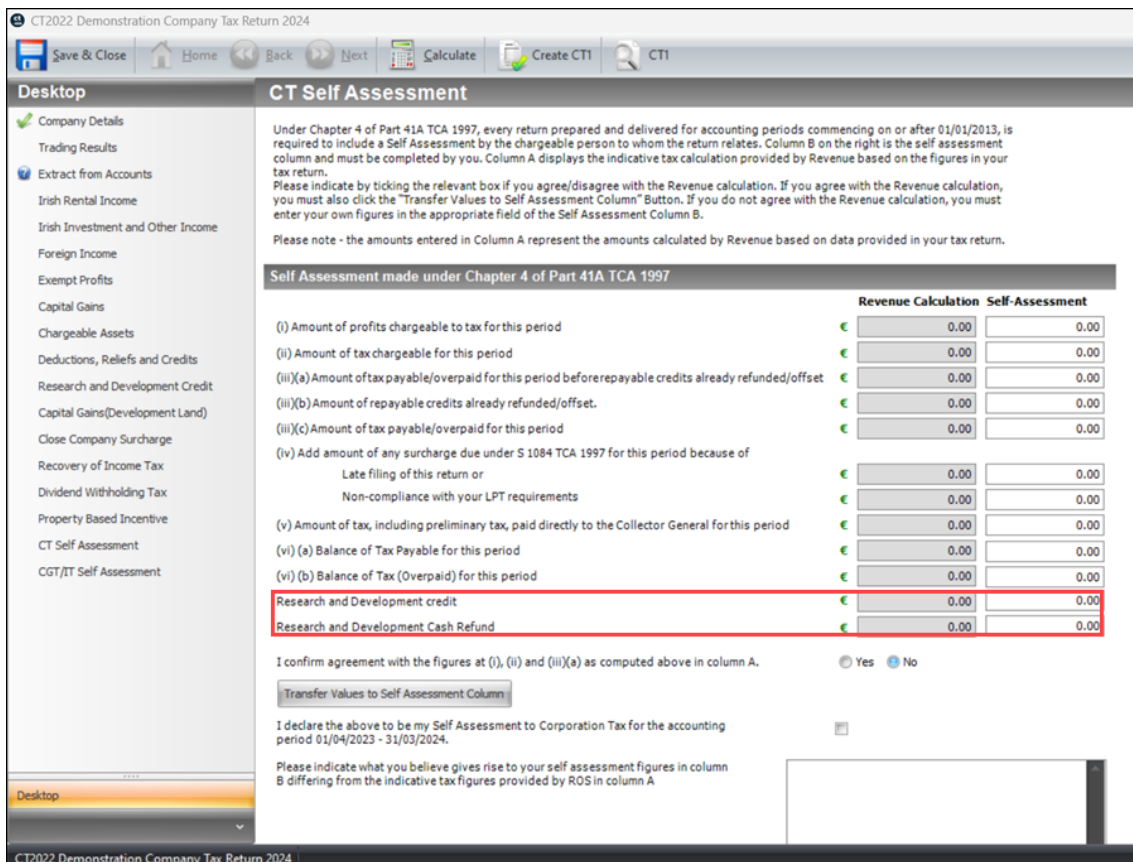 CT2022 Demonstration Company Tax Return 2024
Save & Close Home Back Next Calculate Create CT1 CT1
Desktop
Company Details
Trading Results
Extract from Accounts
Irish Rental Income
Irish Investment and Other Income
Foreign Income
Exempt Profits
Capital Gains
Chargeable Assets
Deductions, Reliefs and Credits
Research and Development Credit
Capital Gains(Development Land)
Close Company Surcharge
Recovery of Income Tax
Dividend Withholding Tax
Property Based Incentive
CT Self Assessment
CGT/IT Self Assessment
Desktop
CT Self Assessment
Under Chapter 4 of Part 41A TCA 1997, every return prepared and delivered for accounting periods commencing on or after 01/01/2013, is
required to include a Self Assessment by the chargeable person to whom the return relates. Column B on the right is the self assessment
column and must be completed by you. Column A displays the indicative tax calculation provided by Revenue based on the figures in your
tax return.
Please indicate by ticking the relevant box if you agree/disagree with the Revenue calculation. If you agree with the Revenue calculation,
you must also click the "Transfer Values to Self Assessment Column" Button. If you do not agree with the Revenue calculation, you must
enter your own figures in the appropriate field of the Self Assessment Column B.
Please note - the amounts entered in Column A represent the amounts calculated by Revenue based on data provided in your tax return.
Self Assessment made under Chapter 4 of Part 41A TCA 1997
Revenue Calculation Self-Assessment
(i) Amount of profits chargeable to tax for this period € 0.00 0.00
(ii) Amount of tax chargeable for this period € 0.00 0.00
(iii)(a) Amount of tax payable/overpaid for this period before repayable credits already refunded/offset € 0.00 0.00
(iii)(b) Amount of repayable credits already refunded/offset. € 0.00 0.00
(iii)(c) Amount of tax payable/overpaid for this period € 0.00 0.00
(iv) Add amount of any surcharge due under S 1084 TCA 1997 for this period because of
Late filing of this return or € 0.00 0.00
Non-compliance with your LPT requirements € 0.00 0.00
(v) Amount of tax, including preliminary tax, paid directly to the Collector General for this period € 0.00 0.00
(vi) (a) Balance of Tax Payable for this period € 0.00 0.00
(vi) (b) Balance of Tax (Overpaid) for this period € 0.00 0.00
Research and Development credit € 0.00 0.00
Research and Development Cash Refund € 0.00 0.00
I confirm agreement with the figures at (i), (ii) and (iii)(a) as computed above in column A. Yes No
Transfer Values to Self Assessment Column
I declare the above to be my Self Assessment to Corporation Tax for the accounting
period 01/04/2023 - 31/03/2024.
Please indicate what you believe gives rise to your self assessment figures in column
B differing from the indicative tax figures provided by ROS in column A
CT2022 Demonstration Company Tax Return 2024